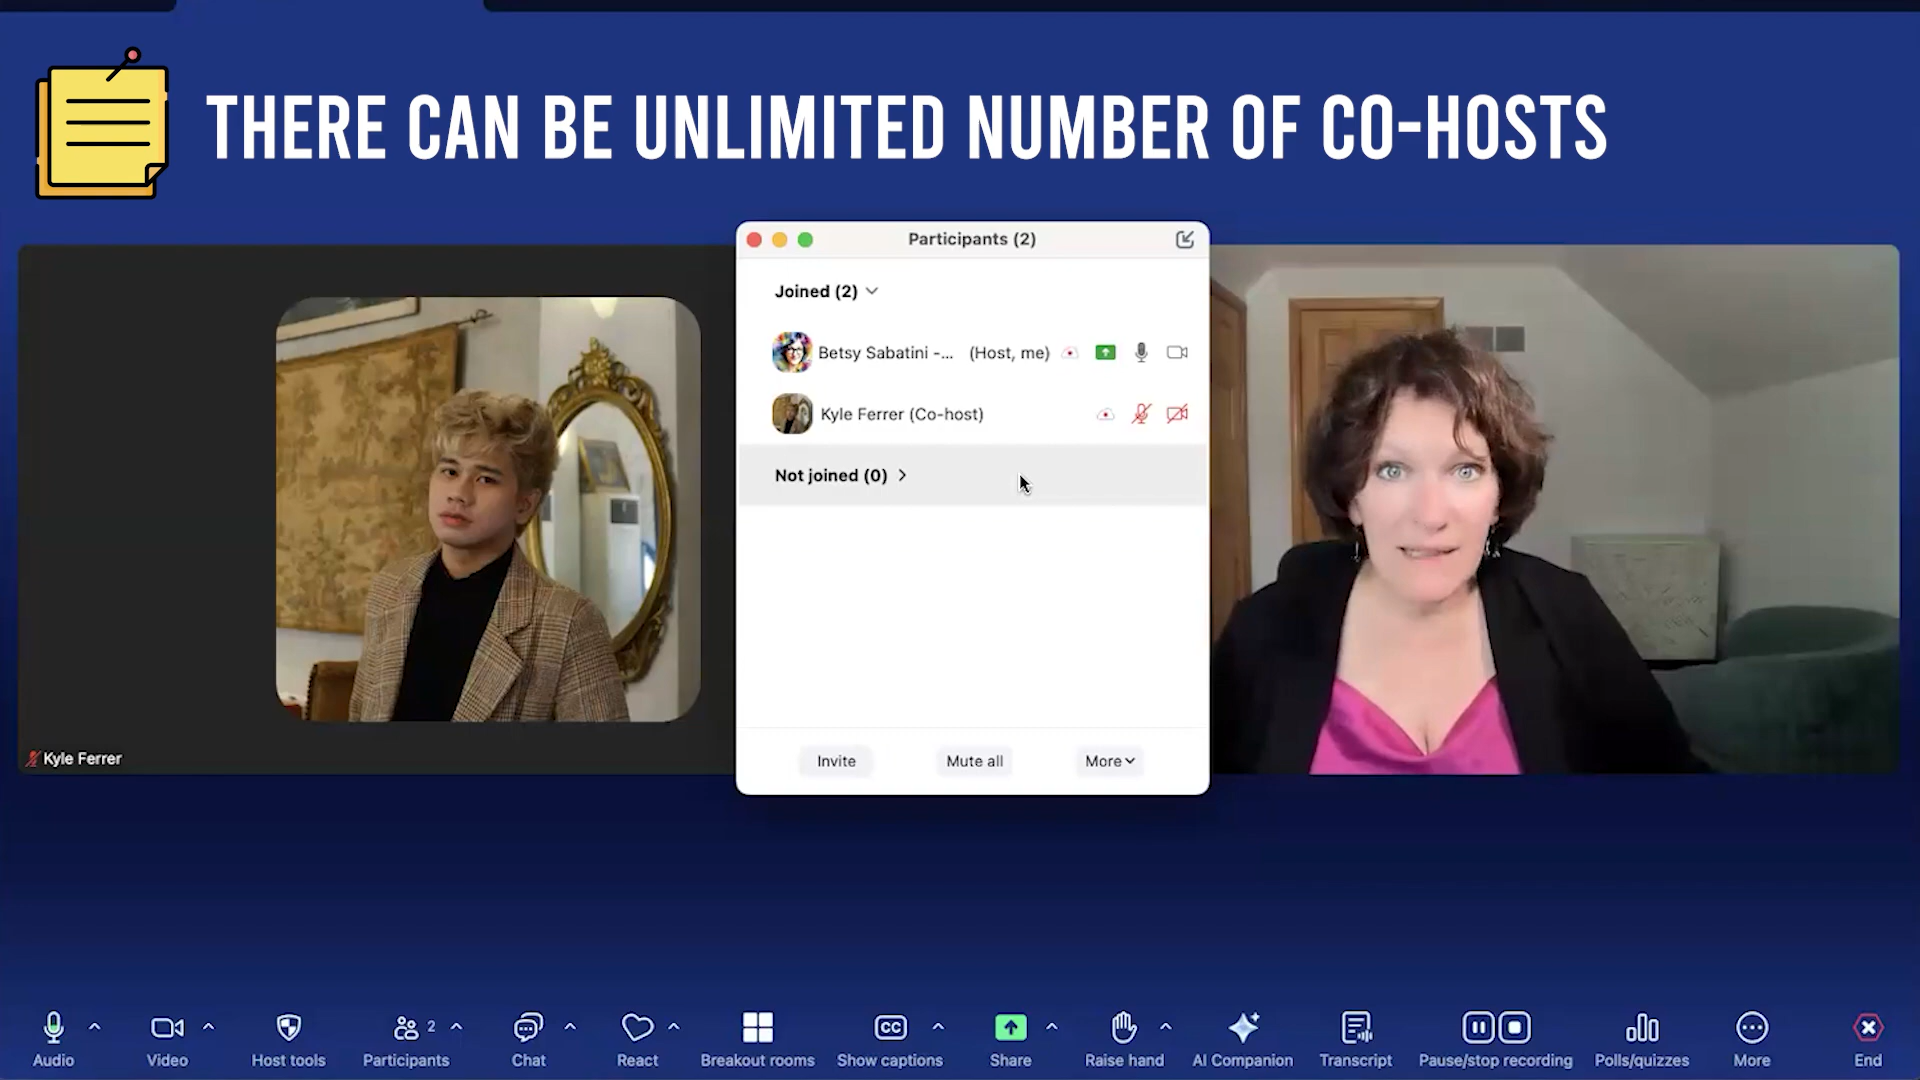 THERE CAN BE UNLIMITED NUMBER OF CO-HOSTS
Participants (2)
Joined (2)
Betsy Sabatini -... (Host, me)
Kyle Ferrer (Co-host)
Not joined (0)
Invite Mute all More
Kyle Ferrer
2
CC
Audio Video Host tools Participants Chat React Breakout rooms Show captions Share Raise hand AI Companion Transcript Pause/stop recording Polls/quizzes More End